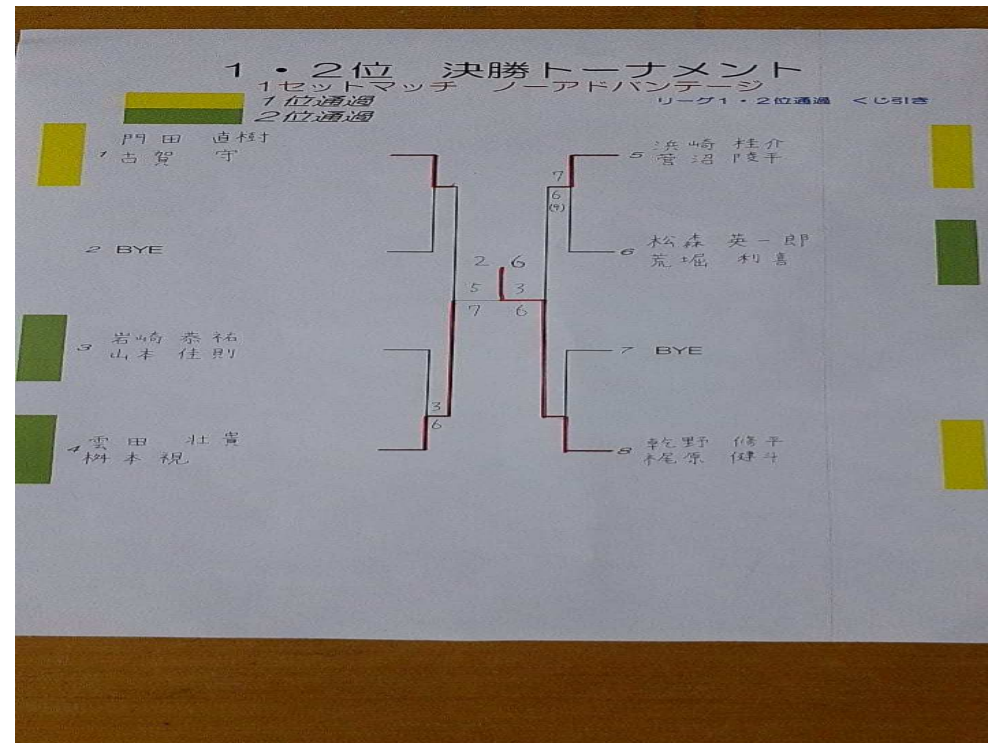 1・2位 決勝トーナメント
1セットマッチ ノーアドバンテージ
1位通過
2位通過
リーグ1・2位通過 くじ引き
1 門田 直樹
古賀 守
2 BYE
3 岩崎 恭祐
山本 佳則
4 雲田 壮貴
桝本 視
5 浜崎 桂介
菅沼 陵平
6 松森 英一郎
荒堀 利喜
7 BYE
8 乾野 修平
梶原 健斗
7
6
(9)
2 6
5 3
7 6
3
6